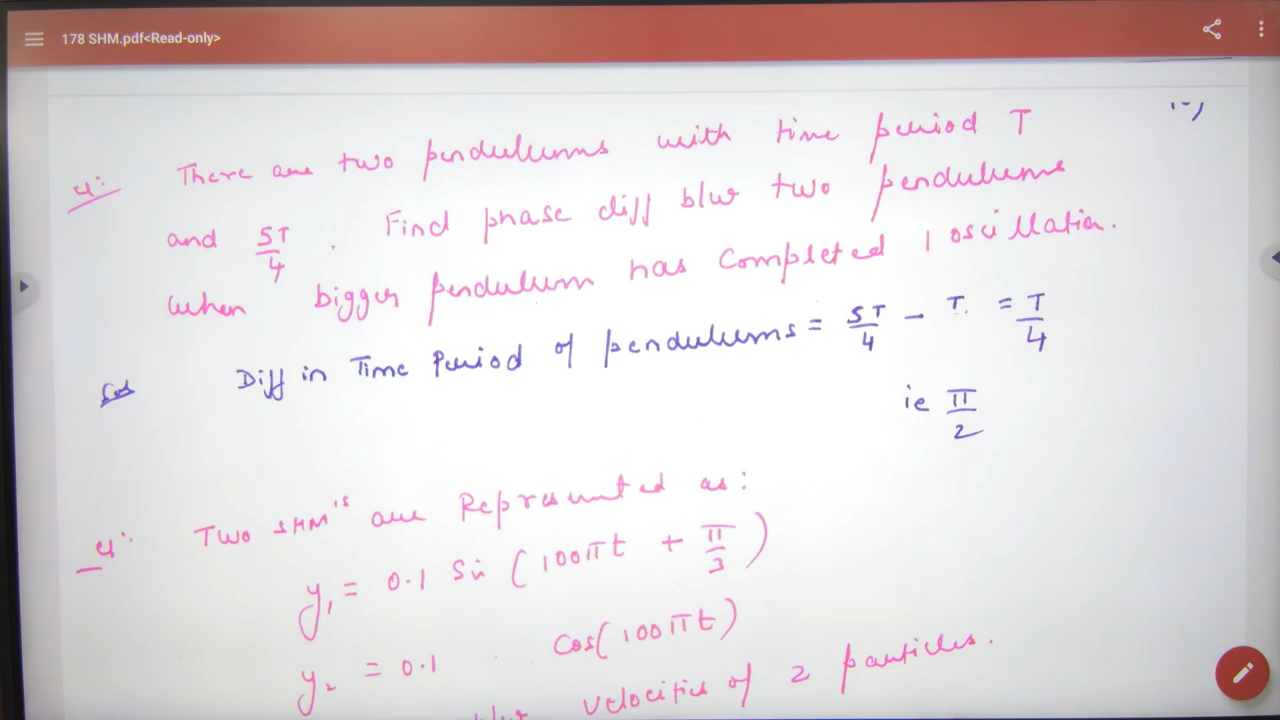 178 SHM.pdf<Read-only>
There are two pendulums with time period T
and 5T/4 . Find phase diff b/w two pendulums
when bigger pendulum has completed 1 oscillation.
Sol Diff in Time Period of pendulums = 5T/4 - T = T/4
ie π/2
Two SHM's are Represented as:
y₁ = 0.1 Sin (100πt + π/3)
y₂ = 0.1 cos(100πt)
b/w velocities of 2 particles.